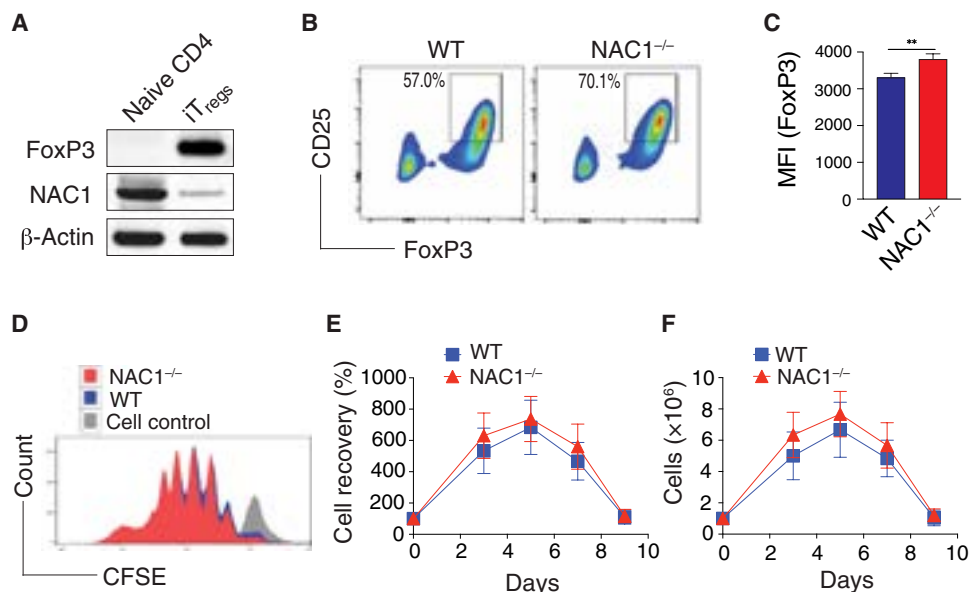 A
Naive CD4
iTregs
FoxP3
NAC1
β-Actin
B
WT
NAC1–/–
57.0%
70.1%
CD25
FoxP3
C
**
4000
3000
2000
1000
0
MFI (FoxP3)
WT
NAC1–/–
D
NAC1–/–
WT
Cell control
Count
CFSE
E
WT
NAC1–/–
1000
800
600
400
200
0
Cell recovery (%)
0 2 4 6 8 10
Days
F
WT
NAC1–/–
10
8
6
4
2
0
Cells (×10⁶)
0 2 4 6 8 10
Days